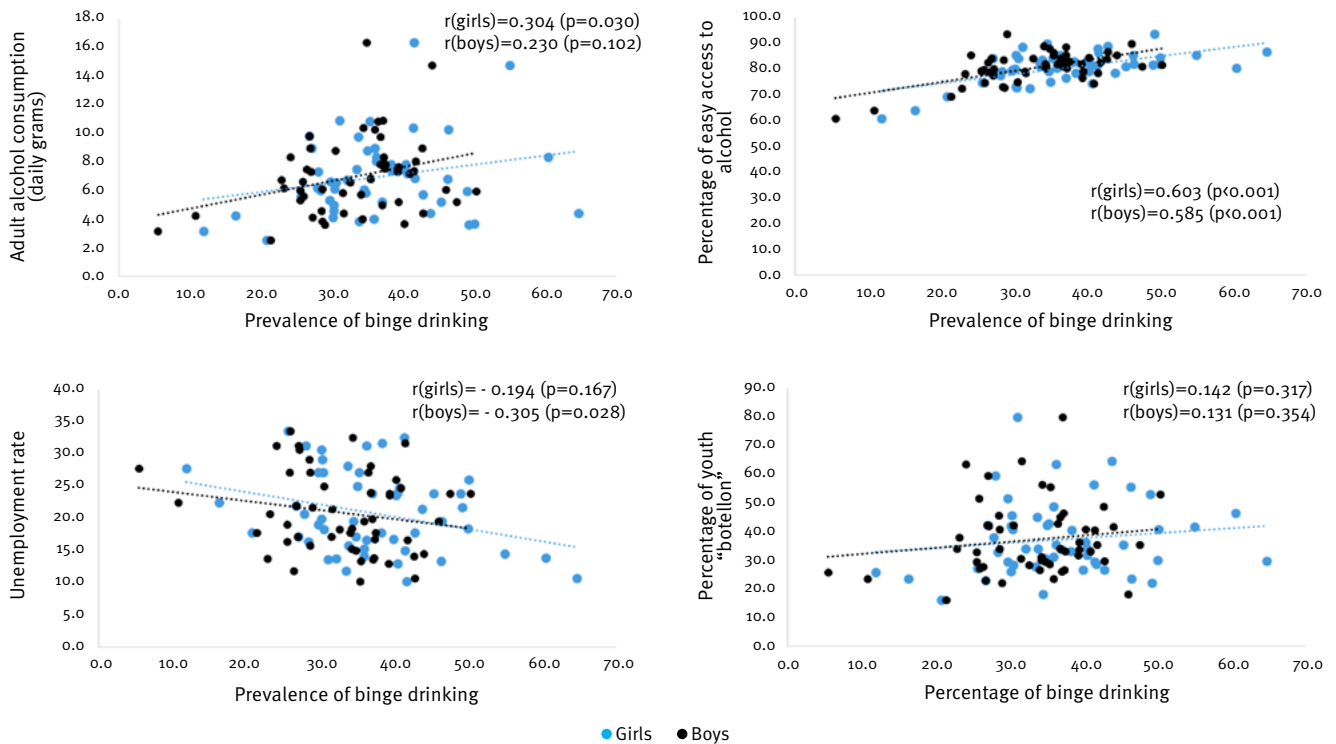 r(girls)=0.304 (p=0.030)
r(boys)=0.230 (p=0.102)
Adult alcohol consumption
(daily grams)
18.0
16.0
14.0
12.0
10.0
8.0
6.0
4.0
2.0
0.0
0.0 10.0 20.0 30.0 40.0 50.0 60.0 70.0
Prevalence of binge drinking
Percentage of easy access to
alcohol
100.0
90.0
80.0
70.0
60.0
50.0
40.0
30.0
20.0
10.0
0.0
r(girls)=0.603 (p<0.001)
r(boys)=0.585 (p<0.001)
0.0 10.0 20.0 30.0 40.0 50.0 60.0 70.0
Prevalence of binge drinking
r(girls)= - 0.194 (p=0.167)
r(boys)= - 0.305 (p=0.028)
Unemployment rate
40.0
35.0
30.0
25.0
20.0
15.0
10.0
5.0
0.0
0.0 10.0 20.0 30.0 40.0 50.0 60.0 70.0
Prevalence of binge drinking
r(girls)=0.142 (p=0.317)
r(boys)=0.131 (p=0.354)
Percentage of youth
“botellon”
90.0
80.0
70.0
60.0
50.0
40.0
30.0
20.0
10.0
0.0
0.0 10.0 20.0 30.0 40.0 50.0 60.0 70.0
Percentage of binge drinking
Girls Boys